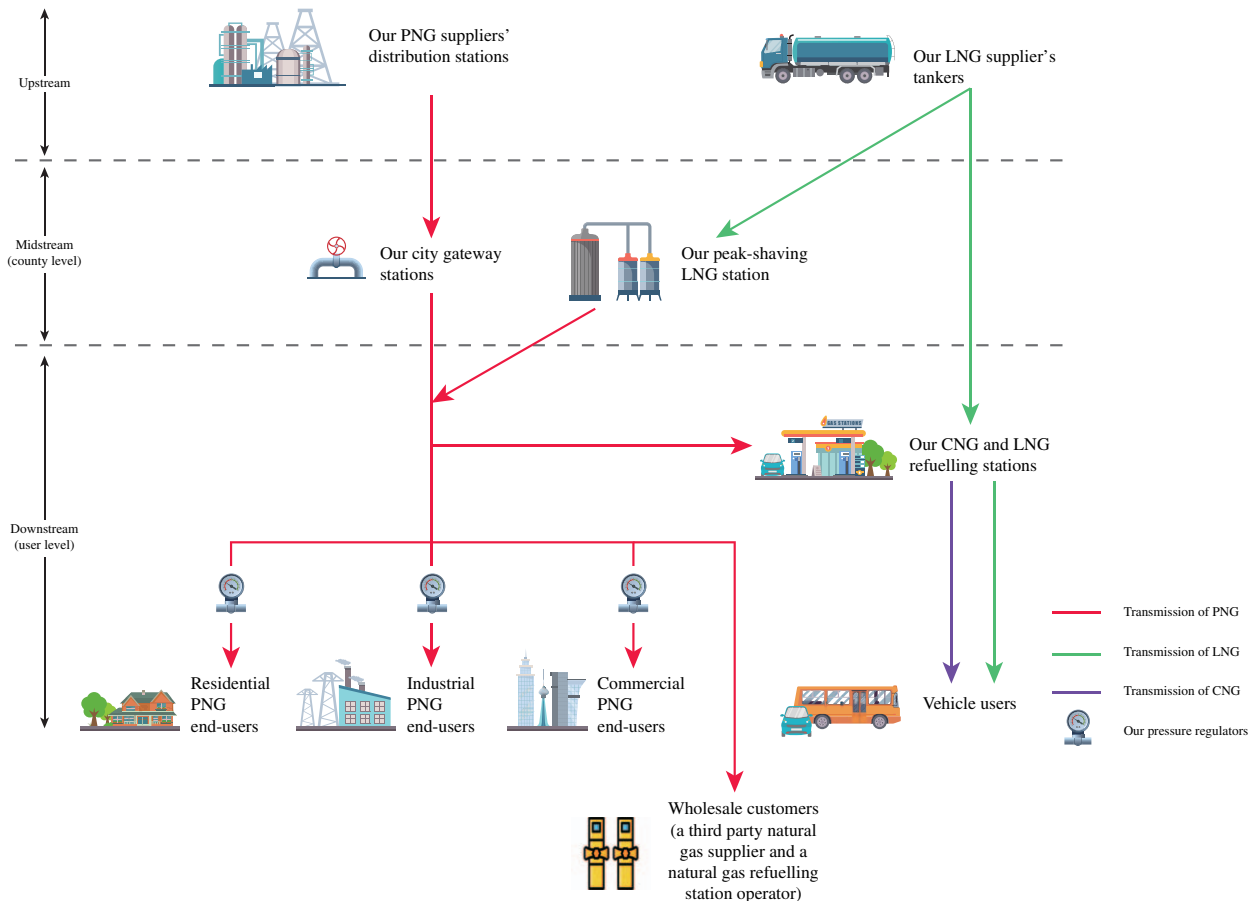 Our PNG suppliers’
distribution stations
Our LNG supplier’s
tankers
Upstream
Midstream
(county level)
Our city gateway
stations
Our peak-shaving
LNG station
GAS STATIONS
Our CNG and LNG
refuelling stations
Downstream
(user level)
Residential
PNG
end-users
Industrial
PNG
end-users
Commercial
PNG
end-users
Vehicle users
Transmission of PNG
Transmission of LNG
Transmission of CNG
Our pressure regulators
Wholesale customers
(a third party natural
gas supplier and a
natural gas refuelling
station operator)